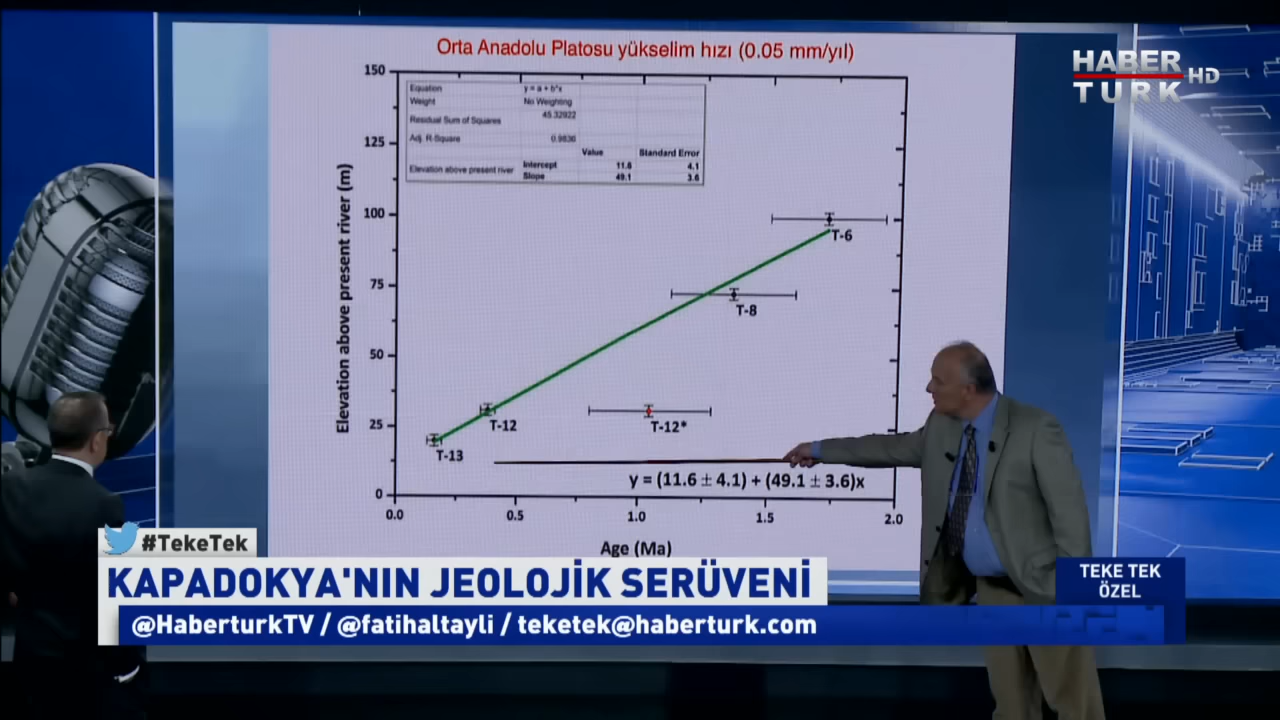 Orta Anadolu Platosu yükselim hızı (0.05 mm/yıl)
HABER
TURK HD
150
125
100
75
50
25
0
Elevation above present river (m)
Equation y = a + b*x
Weight No Weighting
Residual Sum of Squares 45.32922
Adj. R-Square 0.9836
Value Standard Error
Elevation above present river Intercept 11.6 4.1
Slope 49.1 3.6
T-6
T-8
T-12
T-12*
T-13
y = (11.6 ± 4.1) + (49.1 ± 3.6)x
0.0 0.5 1.0 1.5 2.0
Age (Ma)
#TekeTek
KAPADOKYA'NIN JEOLOJİK SERÜVENİ
TEKE TEK
ÖZEL
@HaberturkTV / @fatihaltayli / teketek@haberturk.com